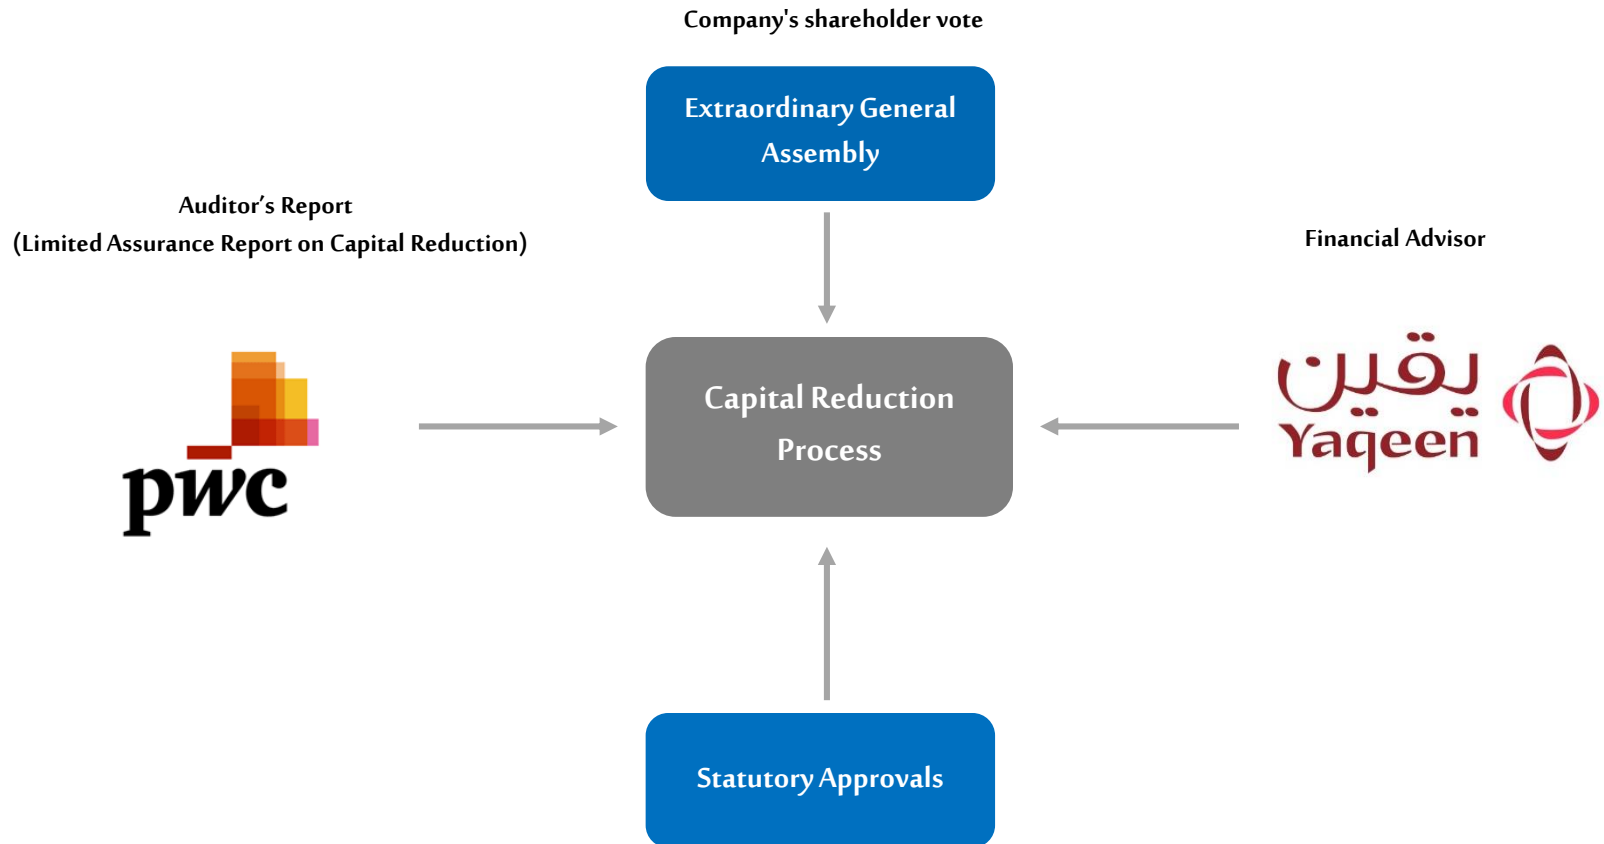 Company's shareholder vote
Extraordinary General
Assembly
Auditor’s Report
(Limited Assurance Report on Capital Reduction)
Financial Advisor
pwc
Capital Reduction
Process
يقين
Yaqeen
Statutory Approvals